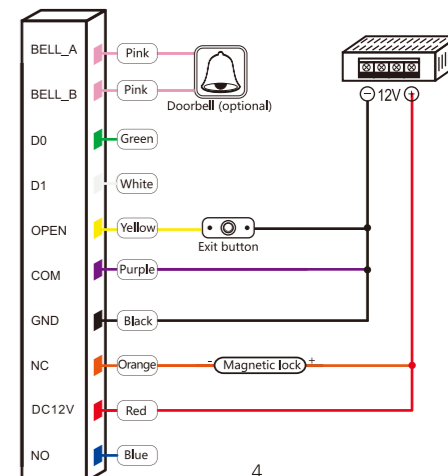 BELL_A Pink
BELL_B Pink
Doorbell (optional)
- 12V +
D0 Green
D1 White
OPEN Yellow
Exit button
COM Purple
GND Black
NC Orange - Magnetic lock +
DC12V Red
NO Blue
4